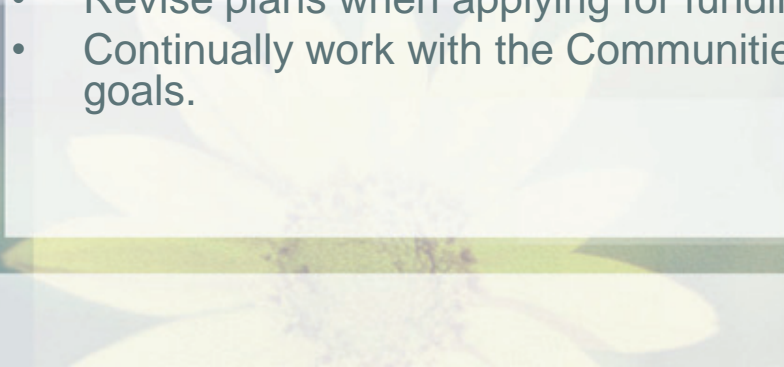 • Revise plans when applying for
• Continually work with the
goals.